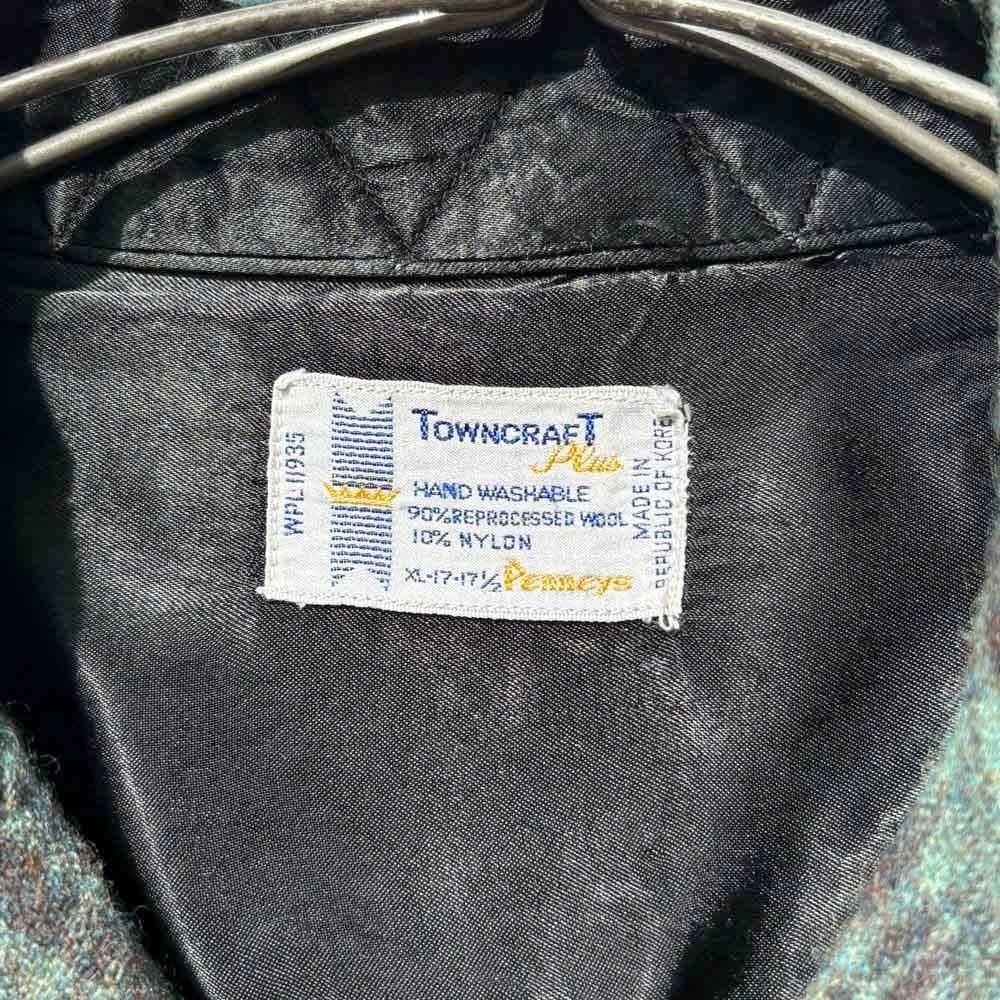 WPL 11935
TOWNCRAFT
Plus
HAND WASHABLE
90% REPROCESSED WOOL
10% NYLON
XL-17-17½ Penneys
MADE IN
REPUBLIC OF KOREA